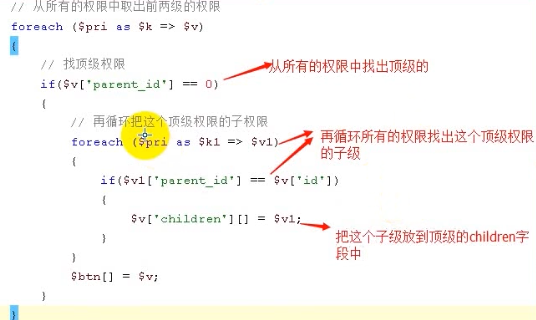 // 从所有的权限中取出前两级的权限
foreach ($pri as $k => $v)
{
// 找顶级权限
从所有的权限中找出顶级的
if($v['parent_id'] == 0)
{
// 再循环把这个顶级权限的子权限
foreach ($pri as $k1 => $v1)
再循环所有的权限找出这个顶级权限
的子级
{
if($v1['parent_id'] == $v['id'])
{
$v['children'][] = $v1;
把这个子级放到顶级的children字
段中
}
}
$btn[] = $v;
}
}